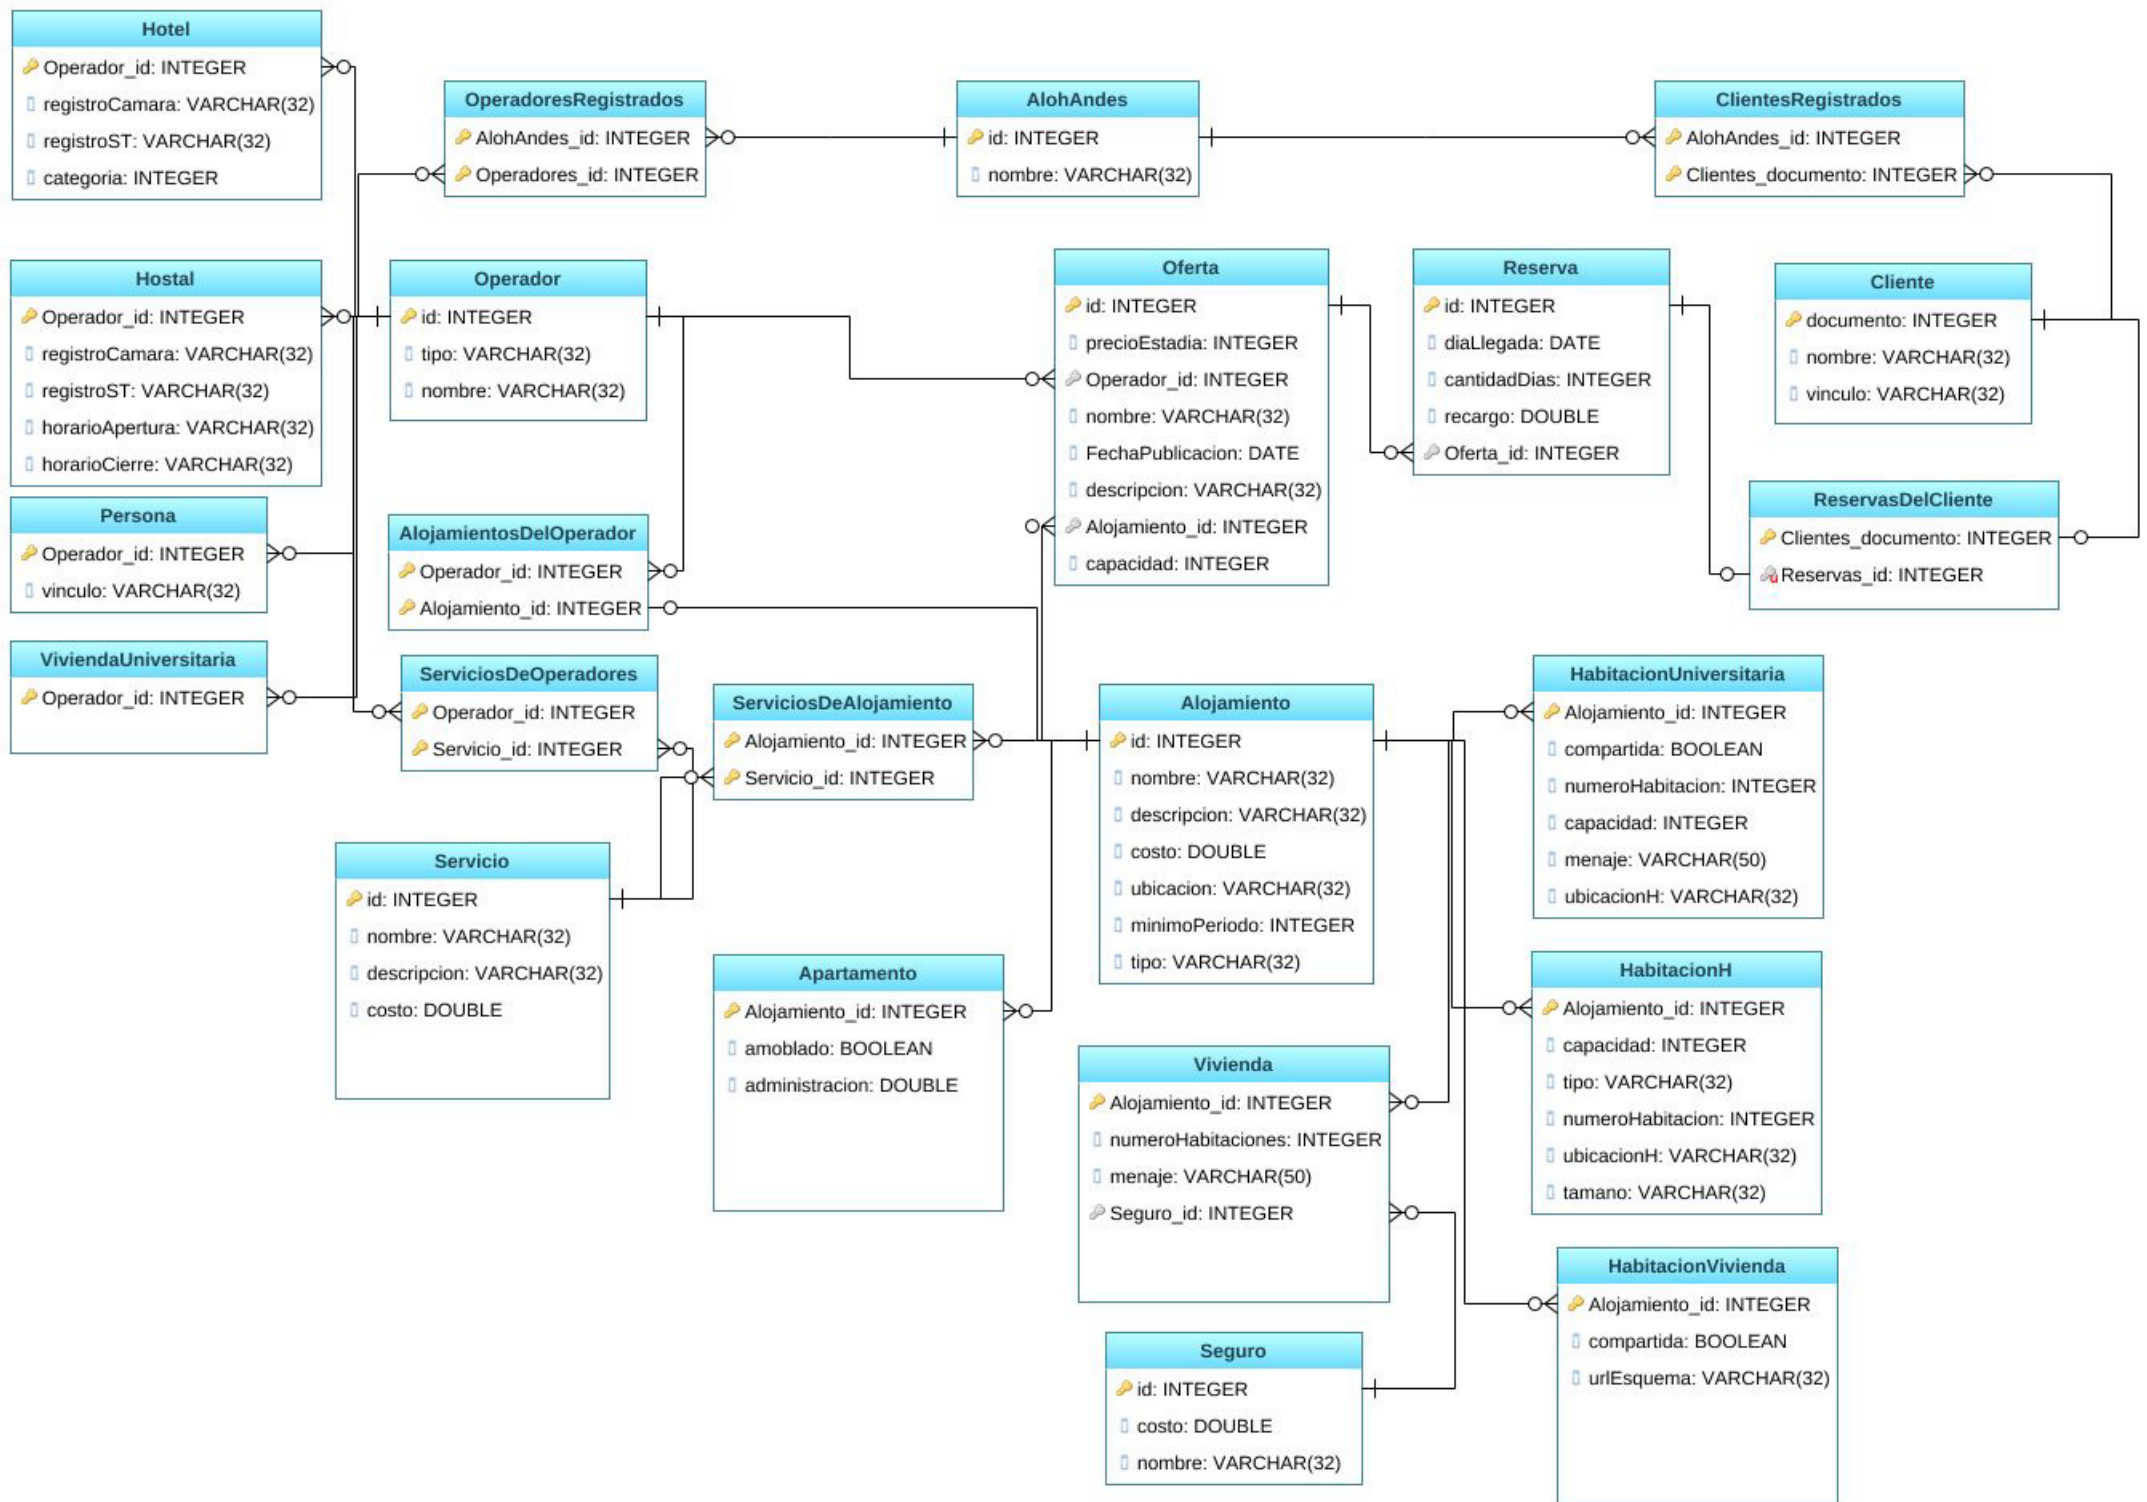 Hotel
Operador_id: INTEGER
registroCamara: VARCHAR(32)
registroST: VARCHAR(32)
categoria: INTEGER
OperadoresRegistrados
AlohAndes_id: INTEGER
Operadores_id: INTEGER
AlohAndes
id: INTEGER
nombre: VARCHAR(32)
ClientesRegistrados
AlohAndes_id: INTEGER
Clientes_documento: INTEGER
Hostal
Operador_id: INTEGER
registroCamara: VARCHAR(32)
registroST: VARCHAR(32)
horarioApertura: VARCHAR(32)
horarioCierre: VARCHAR(32)
Operador
id: INTEGER
tipo: VARCHAR(32)
nombre: VARCHAR(32)
Oferta
id: INTEGER
precioEstadia: INTEGER
Operador_id: INTEGER
nombre: VARCHAR(32)
FechaPublicacion: DATE
descripcion: VARCHAR(32)
Alojamiento_id: INTEGER
capacidad: INTEGER
Reserva
id: INTEGER
diaLlegada: DATE
cantidadDias: INTEGER
recargo: DOUBLE
Oferta_id: INTEGER
Cliente
documento: INTEGER
nombre: VARCHAR(32)
vinculo: VARCHAR(32)
ReservasDelCliente
Clientes_documento: INTEGER
Reservas_id: INTEGER
Persona
Operador_id: INTEGER
vinculo: VARCHAR(32)
AlojamientosDelOperador
Operador_id: INTEGER
Alojamiento_id: INTEGER
ViviendaUniversitaria
Operador_id: INTEGER
ServiciosDeOperadores
Operador_id: INTEGER
Servicio_id: INTEGER
ServiciosDeAlojamiento
Alojamiento_id: INTEGER
Servicio_id: INTEGER
Alojamiento
id: INTEGER
nombre: VARCHAR(32)
descripcion: VARCHAR(32)
costo: DOUBLE
ubicacion: VARCHAR(32)
minimoPeriodo: INTEGER
tipo: VARCHAR(32)
HabitacionUniversitaria
Alojamiento_id: INTEGER
compartida: BOOLEAN
numeroHabitacion: INTEGER
capacidad: INTEGER
menaje: VARCHAR(50)
ubicacionH: VARCHAR(32)
Servicio
id: INTEGER
nombre: VARCHAR(32)
descripcion: VARCHAR(32)
costo: DOUBLE
Apartamento
Alojamiento_id: INTEGER
amoblado: BOOLEAN
administracion: DOUBLE
Vivienda
Alojamiento_id: INTEGER
numeroHabitaciones: INTEGER
menaje: VARCHAR(50)
Seguro_id: INTEGER
HabitacionH
Alojamiento_id: INTEGER
capacidad: INTEGER
tipo: VARCHAR(32)
numeroHabitacion: INTEGER
ubicacionH: VARCHAR(32)
tamano: VARCHAR(32)
HabitacionVivienda
Alojamiento_id: INTEGER
compartida: BOOLEAN
urlEsquema: VARCHAR(32)
Seguro
id: INTEGER
costo: DOUBLE
nombre: VARCHAR(32)